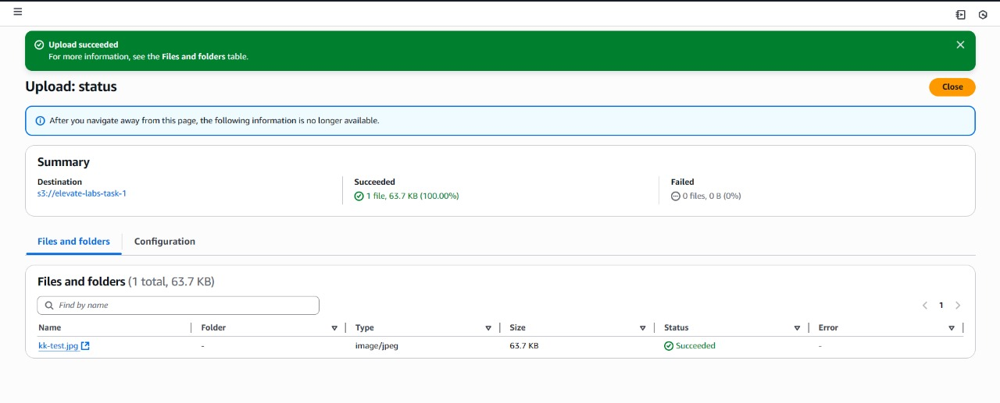 Upload succeeded
For more information, see the Files and folders table.
Upload: status
Close
After you navigate away from this page, the following information is no longer available.
Summary
Destination
s3://elevate-labs-task-1
Succeeded
1 file, 63.7 KB (100.00%)
Failed
0 files, 0 B (0%)
Files and folders
Configuration
Files and folders (1 total, 63.7 KB)
Find by name
1
Name Folder Type Size Status Error
kk-test.jpg - image/jpeg 63.7 KB Succeeded -